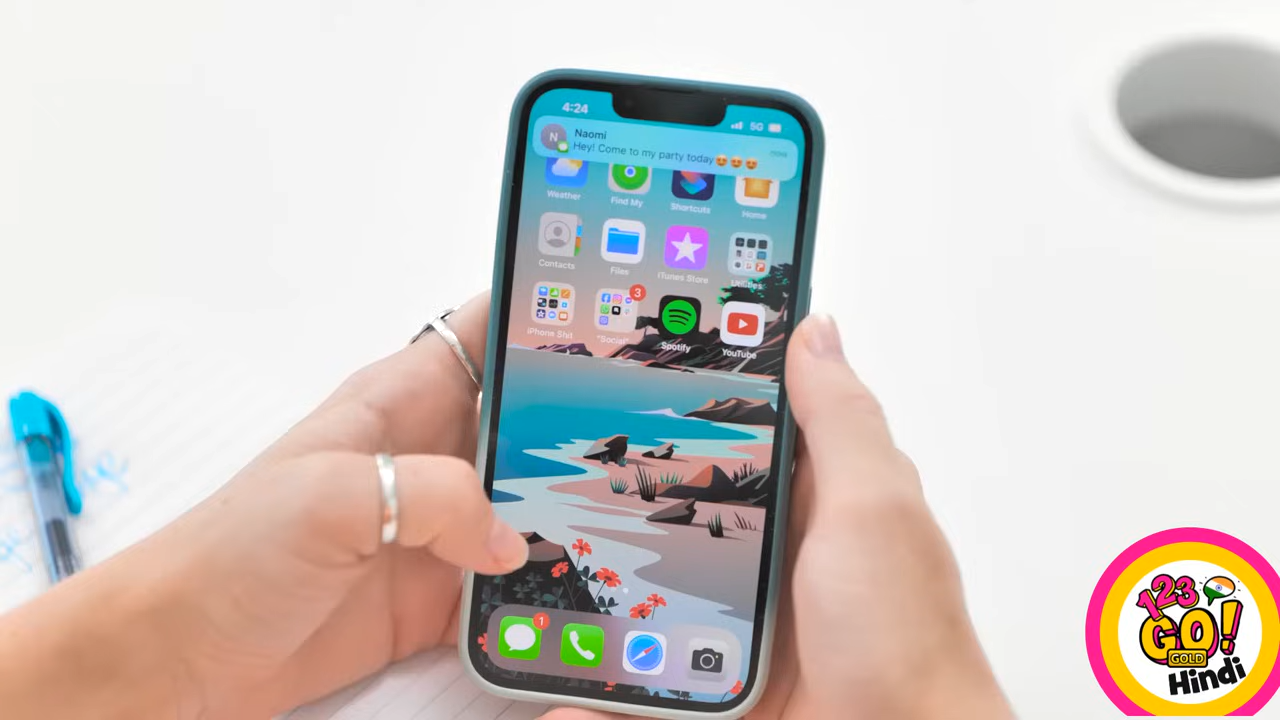 4:24
5G
N
Naomi
now
Hey! Come to my party today😍😍😍
Weather
Find My
Shortcuts
Home
Contacts
Files
iTunes Store
Utilities
3
iPhone Shit
"Social"
Spotify
YouTube
1
123
GO!
GOLD
Hindi